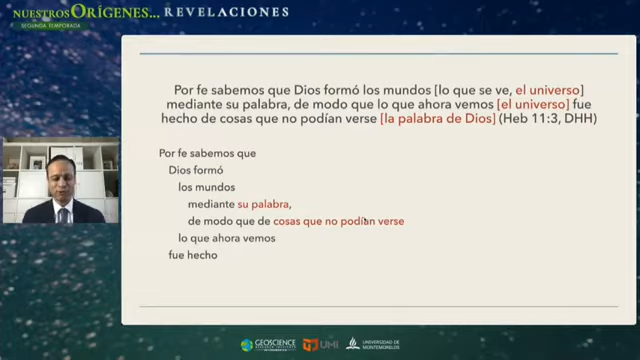 NUESTROS ORÍGENES... REVELACIONES
SEGUNDA TEMPORADA
Por fe sabemos que Dios formó los mundos [lo que se ve, el universo]
mediante su palabra, de modo que lo que ahora vemos [el universo] fue
hecho de cosas que no podían verse [la palabra de Dios] (Heb 11:3, DHH)
Por fe sabemos que
Dios formó
los mundos
mediante su palabra,
de modo que de cosas que no podían verse
lo que ahora vemos
fue hecho
GEOSCIENCE
UMI
UNIVERSIDAD DE
MONTEMORELOS